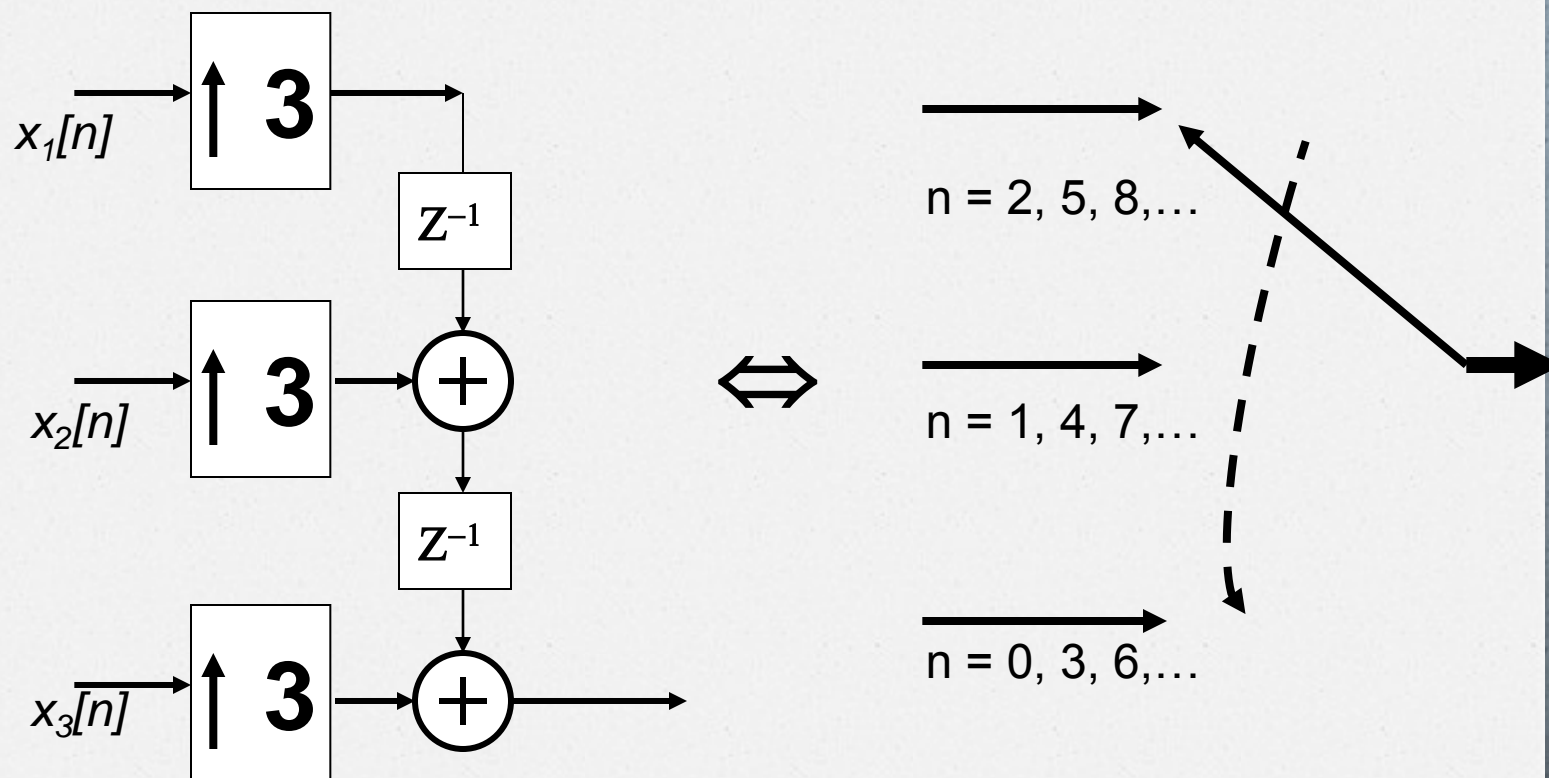 ↑ 3
x₁[n]
z⁻¹
n = 2, 5, 8,…
↑ 3
+
x₂[n]
⇔
n = 1, 4, 7,…
z⁻¹
↑ 3
+
x₃[n]
n = 0, 3, 6,…